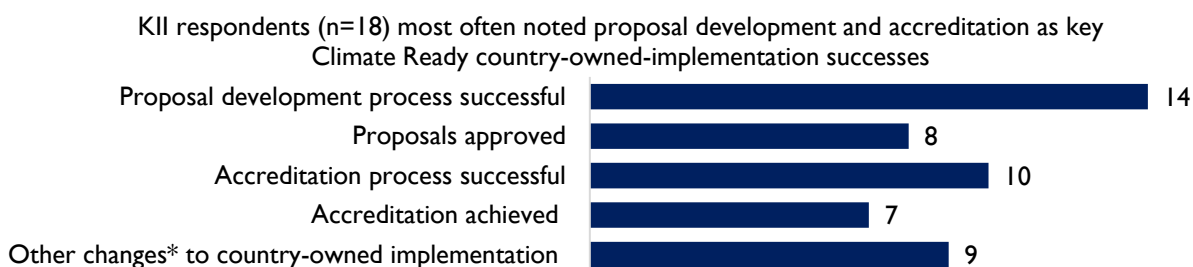 KII respondents (n=18) most often noted proposal development and accreditation as key
Climate Ready country-owned-implementation successes
Proposal development process successful 14
Proposals approved 8
Accreditation process successful 10
Accreditation achieved 7
Other changes* to country-owned implementation 9